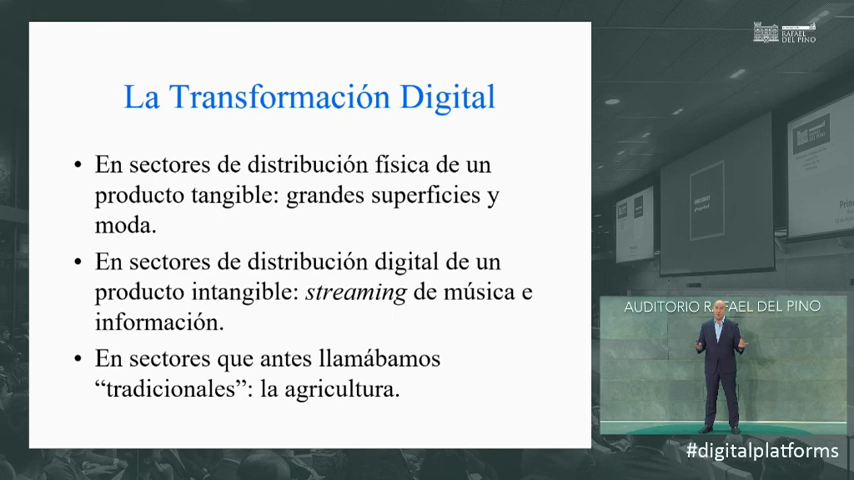 La Transformación Digital
• En sectores de distribución física de un
producto tangible: grandes superficies y
moda.
• En sectores de distribución digital de un
producto intangible: streaming de música e
información.
• En sectores que antes llamábamos
“tradicionales”: la agricultura.
RAFAEL
DEL PINO
AUDITORIO RAFAEL DEL PINO
#digitalplatforms